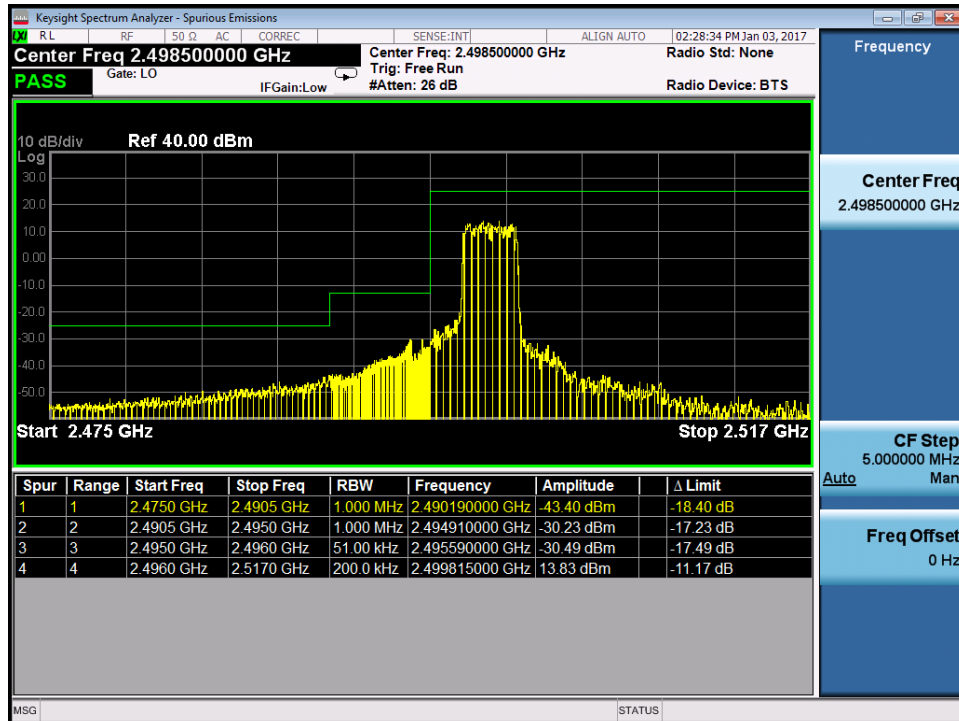 Keysight Spectrum Analyzer - Spurious Emissions
LXI RL RF 50 Ω AC CORREC SENSE:INT ALIGN AUTO 02:28:34 PM Jan 03, 2017
Center Freq 2.498500000 GHz Center Freq: 2.498500000 GHz Radio Std: None
Trig: Free Run
PASS Gate: LO IFGain:Low #Atten: 26 dB Radio Device: BTS
Frequency
10 dB/div Ref 40.00 dBm
Log
30.0
20.0
10.0
0.00
-10.0
-20.0
-30.0
-40.0
-50.0
Start 2.475 GHz Stop 2.517 GHz
Spur Range Start Freq Stop Freq RBW Frequency Amplitude Δ Limit
1 1 2.4750 GHz 2.4905 GHz 1.000 MHz 2.490190000 GHz -43.40 dBm -18.40 dB
2 2 2.4905 GHz 2.4950 GHz 1.000 MHz 2.494910000 GHz -30.23 dBm -17.23 dB
3 3 2.4950 GHz 2.4960 GHz 51.00 kHz 2.495590000 GHz -30.49 dBm -17.49 dB
4 4 2.4960 GHz 2.5170 GHz 200.0 kHz 2.499815000 GHz 13.83 dBm -11.17 dB
Center Freq
2.498500000 GHz
CF Step
5.000000 MHz
Auto Man
Freq Offset
0 Hz
MSG STATUS